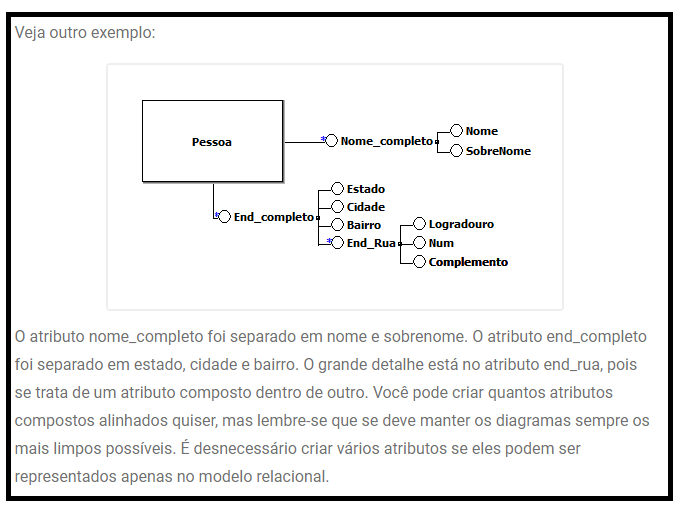 Veja outro exemplo:
Pessoa
* Nome_completo
Nome
SobreNome
* End_completo
Estado
Cidade
Bairro
* End_Rua
Logradouro
Num
Complemento
O atributo nome_completo foi separado em nome e sobrenome. O atributo end_completo
foi separado em estado, cidade e bairro. O grande detalhe está no atributo end_rua, pois
se trata de um atributo composto dentro de outro. Você pode criar quantos atributos
compostos alinhados quiser, mas lembre-se que se deve manter os diagramas sempre os
mais limpos possíveis. É desnecessário criar vários atributos se eles podem ser
representados apenas no modelo relacional.